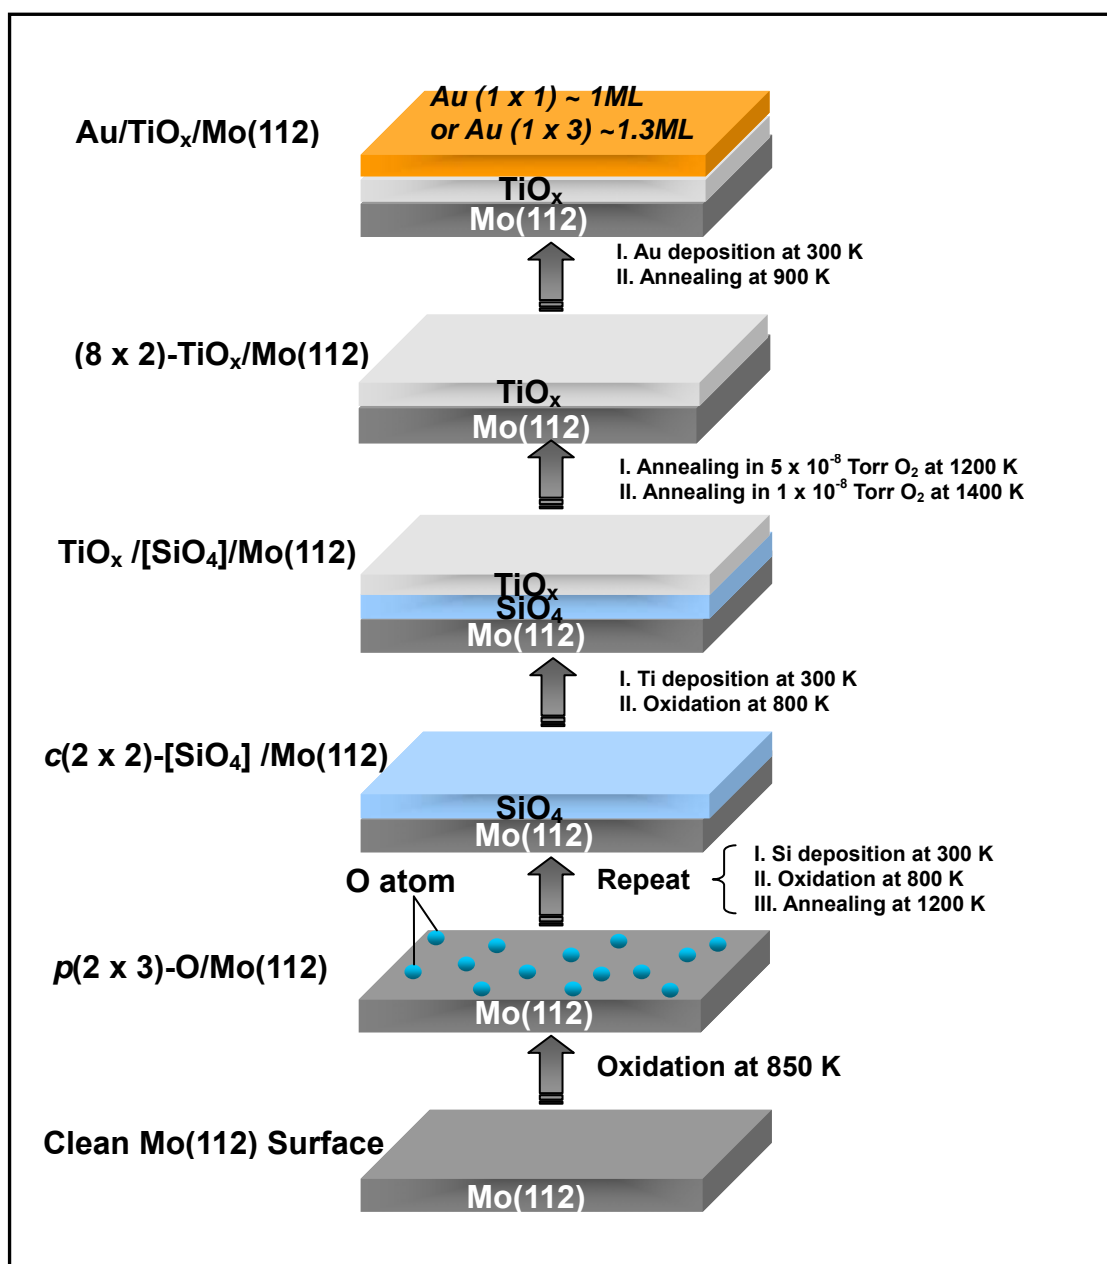 Au (1 x 1) ~ 1ML
or Au (1 x 3) ~1.3ML
Au/TiOₓ/Mo(112)
TiOₓ
Mo(112)
I. Au deposition at 300 K
II. Annealing at 900 K
(8 x 2)-TiOₓ/Mo(112)
TiOₓ
Mo(112)
I. Annealing in 5 x 10⁻⁸ Torr O₂ at 1200 K
II. Annealing in 1 x 10⁻⁸ Torr O₂ at 1400 K
TiOₓ /[SiO₄]/Mo(112)
TiOₓ
SiO₄
Mo(112)
I. Ti deposition at 300 K
II. Oxidation at 800 K
c(2 x 2)-[SiO₄] /Mo(112)
SiO₄
Mo(112)
O atom
Repeat
I. Si deposition at 300 K
II. Oxidation at 800 K
III. Annealing at 1200 K
p(2 x 3)-O/Mo(112)
Mo(112)
Oxidation at 850 K
Clean Mo(112) Surface
Mo(112)